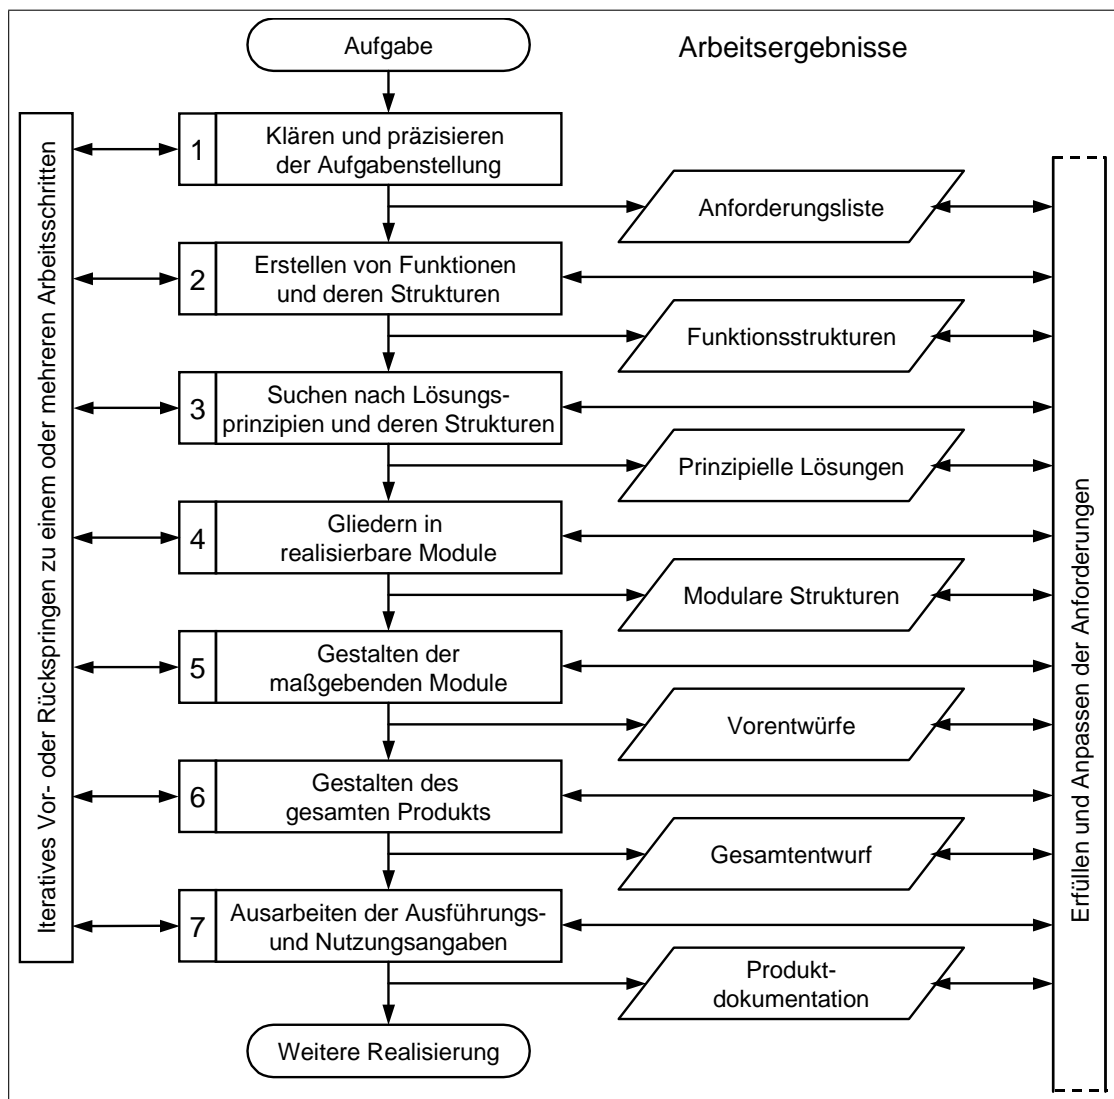 Aufgabe
Arbeitsergebnisse
Iteratives Vor- oder Rückspringen zu einem oder mehreren Arbeitsschritten
1
Klären und präzisieren
der Aufgabenstellung
Anforderungsliste
2
Erstellen von Funktionen
und deren Strukturen
Funktionsstrukturen
3
Suchen nach Lösungs-
prinzipien und deren Strukturen
Prinzipielle Lösungen
4
Gliedern in
realisierbare Module
Modulare Strukturen
5
Gestalten der
maßgebenden Module
Vorentwürfe
6
Gestalten des
gesamten Produkts
Gesamtentwurf
7
Ausarbeiten der Ausführungs-
und Nutzungsangaben
Produkt-
dokumentation
Weitere Realisierung
Erfüllen und Anpassen der Anforderungen